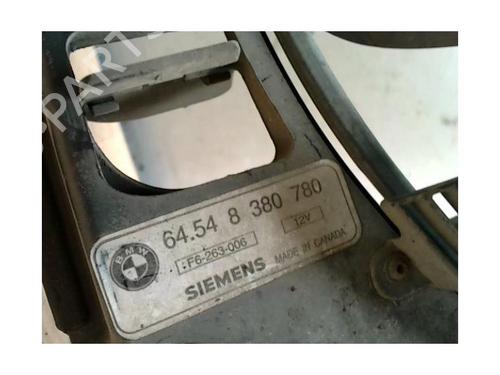 64.54 8 380 780
F6-263-006 12V
SIEMENS MADE IN CANADA
BMW